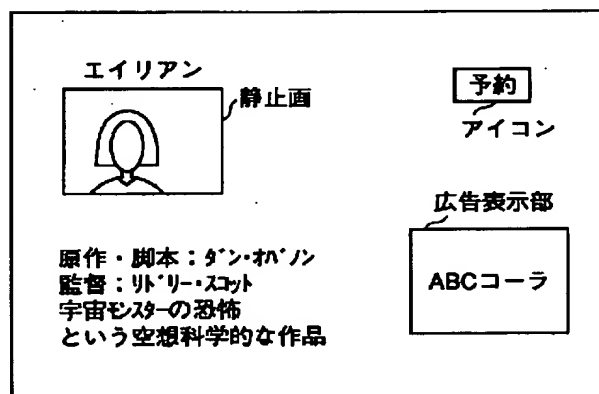 エイリアン
静止画
予約
アイコン
原作・脚本：ダン・オバノン
監督：リドリー・スコット
宇宙モンスターの恐怖
という空想科学的な作品
広告表示部
ABCコーラ